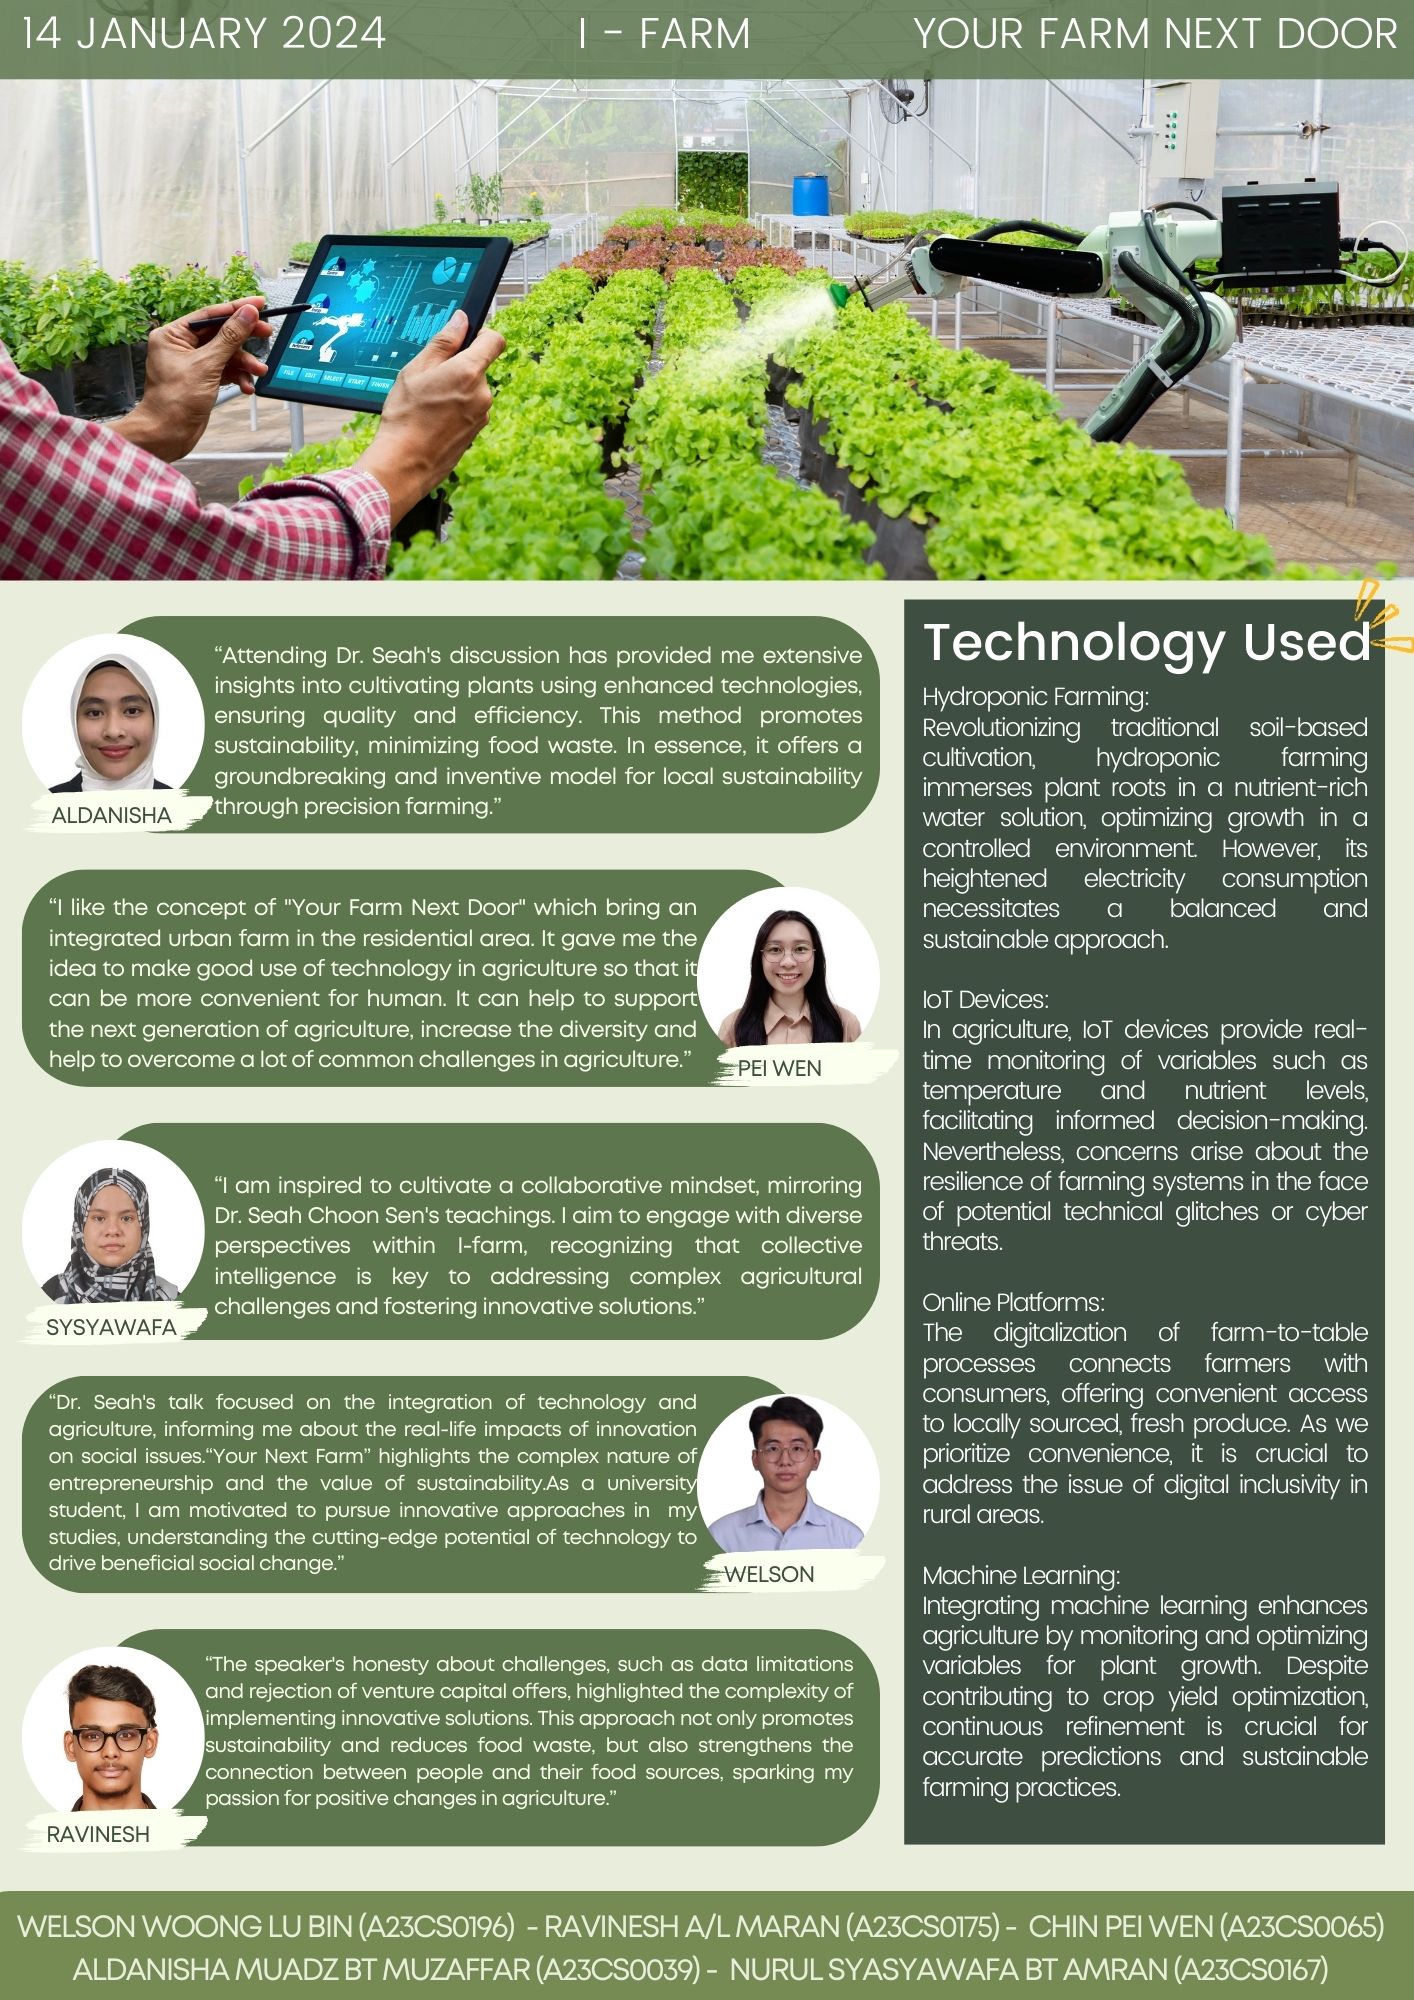 14 JANUARY 2024
I - FARM
YOUR FARM NEXT DOOR
FILE EDIT SELECT START FINISH
“Attending Dr. Seah's discussion has provided me extensive
insights into cultivating plants using enhanced technologies,
ensuring quality and efficiency. This method promotes
sustainability, minimizing food waste. In essence, it offers a
groundbreaking and inventive model for local sustainability
through precision farming.”
ALDANISHA
“I like the concept of "Your Farm Next Door" which bring an
integrated urban farm in the residential area. It gave me the
idea to make good use of technology in agriculture so that it
can be more convenient for human. It can help to support
the next generation of agriculture, increase the diversity and
help to overcome a lot of common challenges in agriculture.”
PEI WEN
“I am inspired to cultivate a collaborative mindset, mirroring
Dr. Seah Choon Sen's teachings. I aim to engage with diverse
perspectives within I-farm, recognizing that collective
intelligence is key to addressing complex agricultural
challenges and fostering innovative solutions.”
SYSYAWAFA
“Dr. Seah's talk focused on the integration of technology and
agriculture, informing me about the real-life impacts of innovation
on social issues.“Your Next Farm” highlights the complex nature of
entrepreneurship and the value of sustainability.As a university
student, I am motivated to pursue innovative approaches in my
studies, understanding the cutting-edge potential of technology to
drive beneficial social change.”
WELSON
“The speaker's honesty about challenges, such as data limitations
and rejection of venture capital offers, highlighted the complexity of
implementing innovative solutions. This approach not only promotes
sustainability and reduces food waste, but also strengthens the
connection between people and their food sources, sparking my
passion for positive changes in agriculture.”
RAVINESH
Technology Used
Hydroponic Farming:
Revolutionizing traditional soil-based
cultivation, hydroponic farming
immerses plant roots in a nutrient-rich
water solution, optimizing growth in a
controlled environment. However, its
heightened electricity consumption
necessitates a balanced and
sustainable approach.
IoT Devices:
In agriculture, IoT devices provide real-
time monitoring of variables such as
temperature and nutrient levels,
facilitating informed decision-making.
Nevertheless, concerns arise about the
resilience of farming systems in the face
of potential technical glitches or cyber
threats.
Online Platforms:
The digitalization of farm-to-table
processes connects farmers with
consumers, offering convenient access
to locally sourced, fresh produce. As we
prioritize convenience, it is crucial to
address the issue of digital inclusivity in
rural areas.
Machine Learning:
Integrating machine learning enhances
agriculture by monitoring and optimizing
variables for plant growth. Despite
contributing to crop yield optimization,
continuous refinement is crucial for
accurate predictions and sustainable
farming practices.
WELSON WOONG LU BIN (A23CS0196) - RAVINESH A/L MARAN (A23CS0175) - CHIN PEI WEN (A23CS0065)
ALDANISHA MUADZ BT MUZAFFAR (A23CS0039) - NURUL SYASYAWAFA BT AMRAN (A23CS0167)